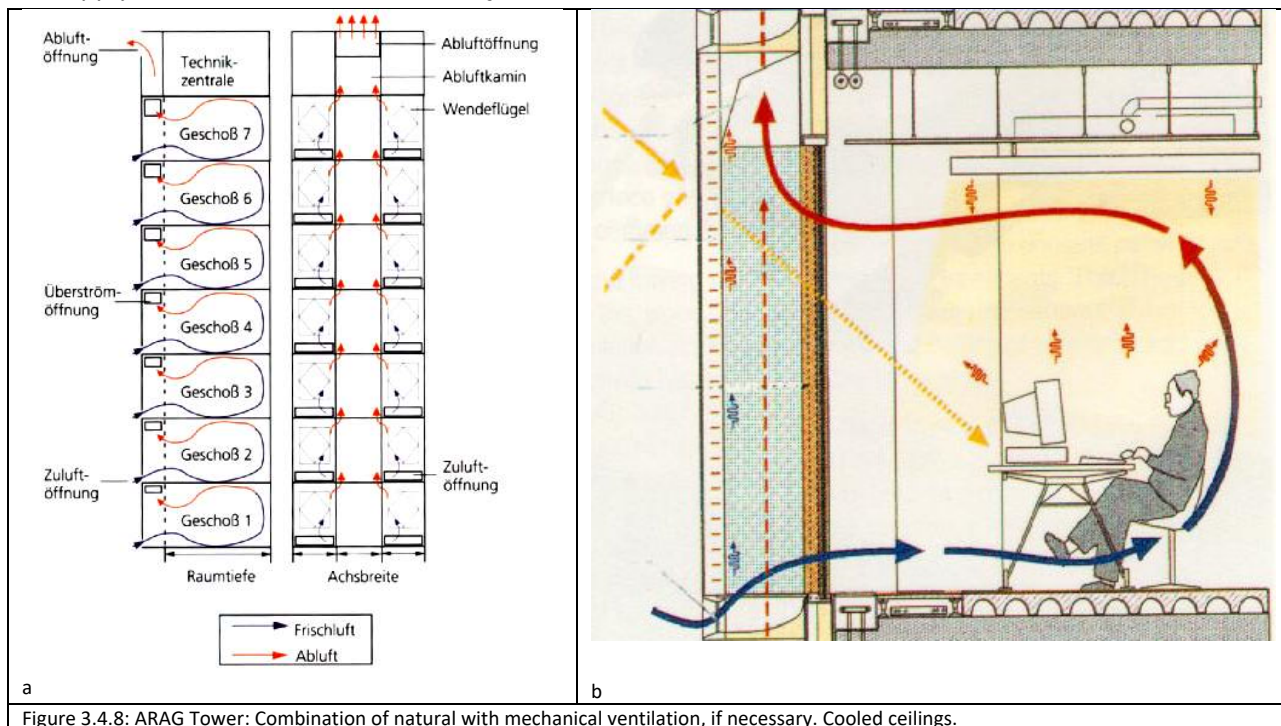 Abluft-
öffnung
Technik-
zentrale
Geschoß 7
Geschoß 6
Geschoß 5
Überström-
öffnung
Geschoß 4
Geschoß 3
Geschoß 2
Zuluft-
öffnung
Geschoß 1
Raumtiefe
Abluftöffnung
Abluftkamin
Wendeflügel
Zuluft-
öffnung
Achsbreite
Frischluft
Abluft
a
b
Figure 3.4.8: ARAG Tower: Combination of natural with mechanical ventilation, if necessary. Cooled ceilings.